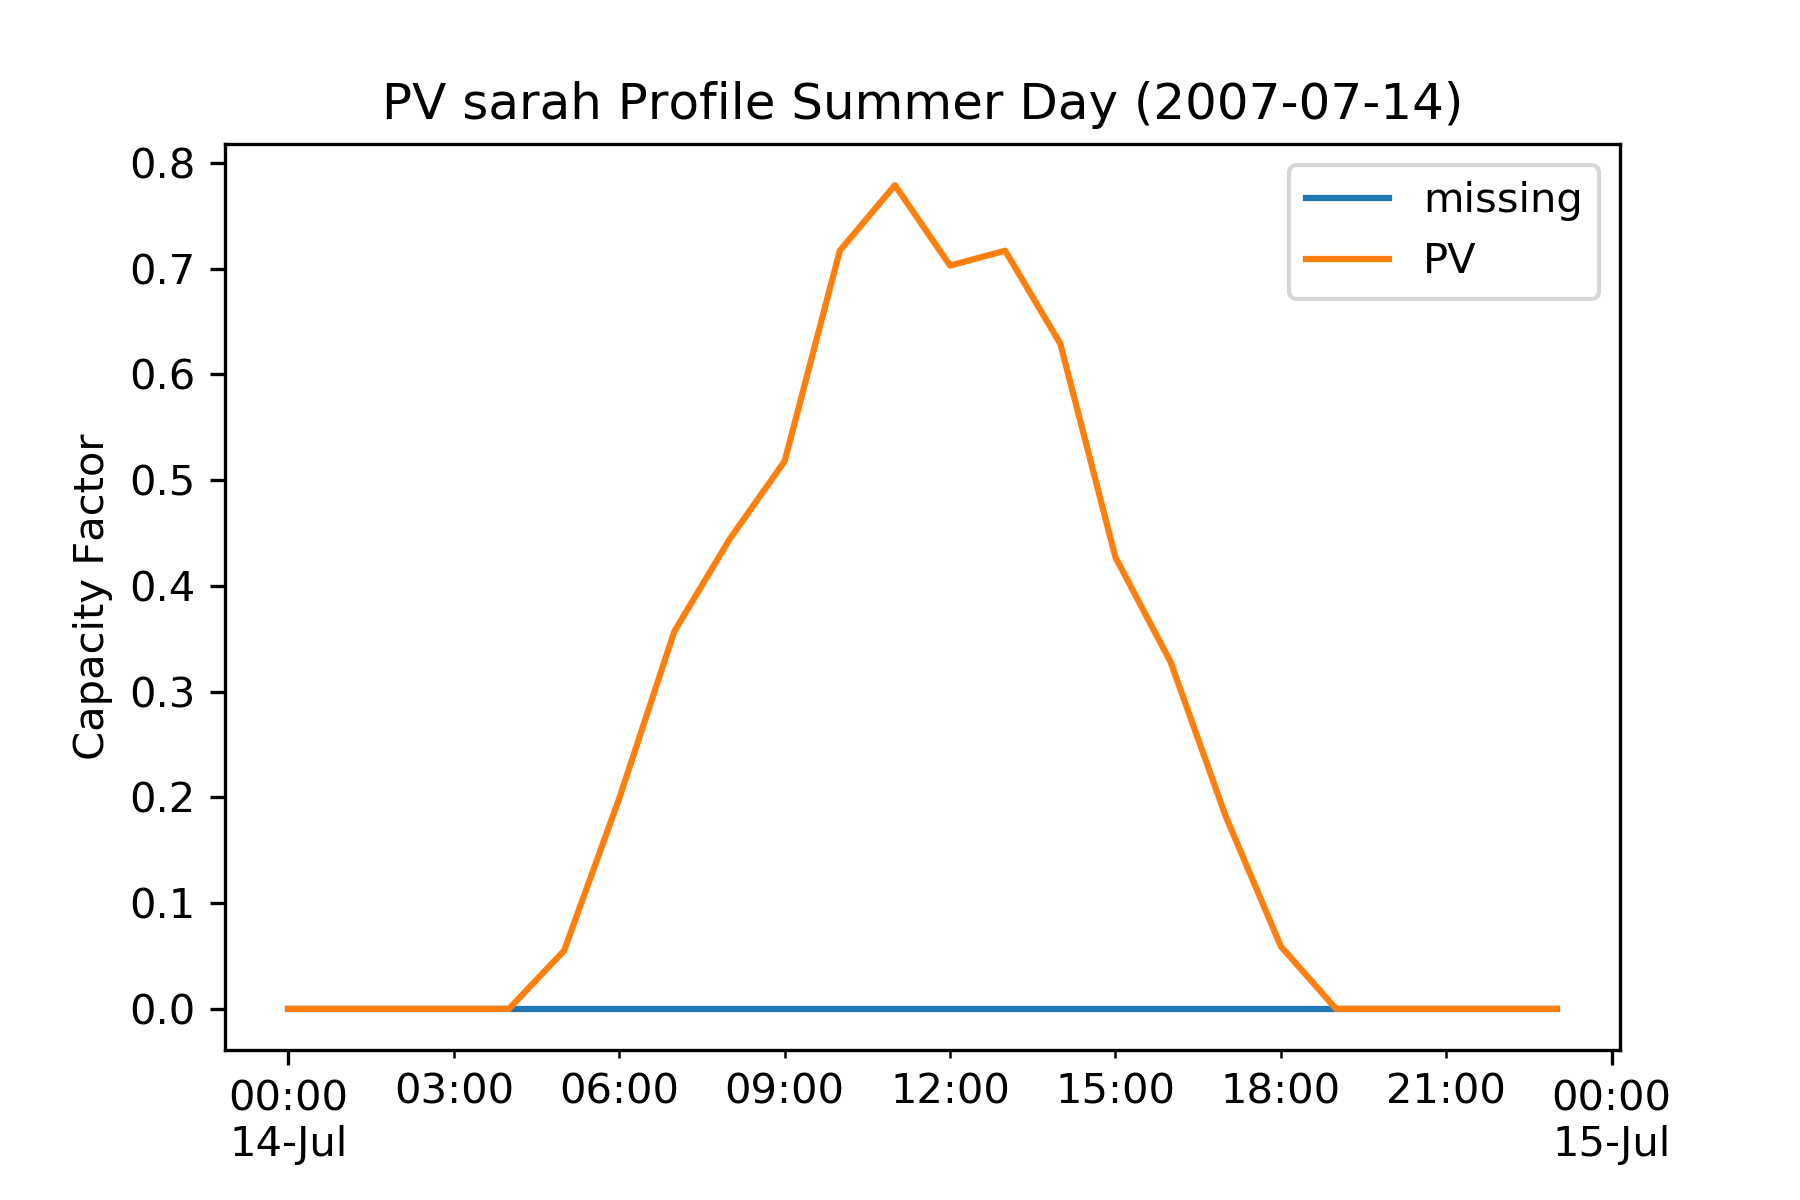 PV sarah Profile Summer Day (2007-07-14)
0.8
0.7
0.6
0.5
0.4
0.3
0.2
0.1
0.0
Capacity Factor
missing
PV
00:00 03:00 06:00 09:00 12:00 15:00 18:00 21:00 00:00
14-Jul 15-Jul